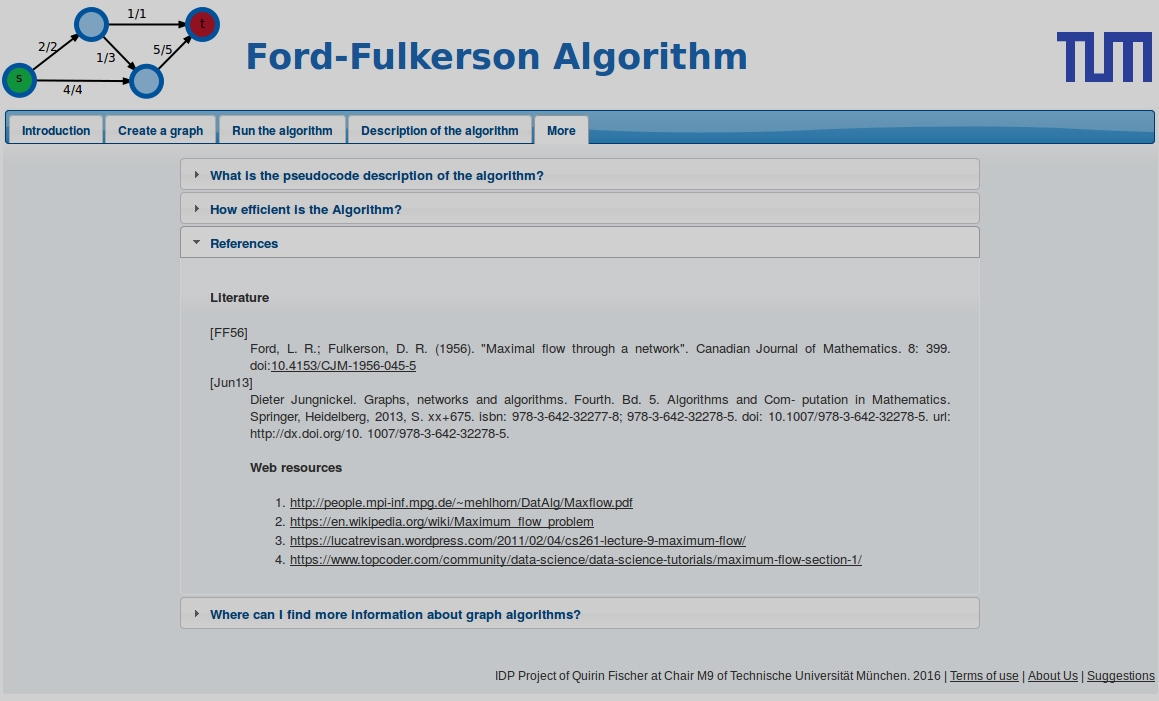 1/1
t
2/2
1/3
5/5
s
4/4
Ford-Fulkerson Algorithm
TUM
Introduction
Create a graph
Run the algorithm
Description of the algorithm
More
What is the pseudocode description of the algorithm?
How efficient is the Algorithm?
References
Literature
[FF56]
Ford, L. R.; Fulkerson, D. R. (1956). "Maximal flow through a network". Canadian Journal of Mathematics. 8: 399.
doi:10.4153/CJM-1956-045-5
[Jun13]
Dieter Jungnickel. Graphs, networks and algorithms. Fourth. Bd. 5. Algorithms and Com- putation in Mathematics.
Springer, Heidelberg, 2013, S. xx+675. isbn: 978-3-642-32277-8; 978-3-642-32278-5. doi: 10.1007/978-3-642-32278-5. url:
http://dx.doi.org/10. 1007/978-3-642-32278-5.
Web resources
1. http://people.mpi-inf.mpg.de/~mehlhorn/DatAlg/Maxflow.pdf
2. https://en.wikipedia.org/wiki/Maximum_flow_problem
3. https://lucatrevisan.wordpress.com/2011/02/04/cs261-lecture-9-maximum-flow/
4. https://www.topcoder.com/community/data-science/data-science-tutorials/maximum-flow-section-1/
Where can I find more information about graph algorithms?
IDP Project of Quirin Fischer at Chair M9 of Technische Universität München. 2016 | Terms of use | About Us | Suggestions